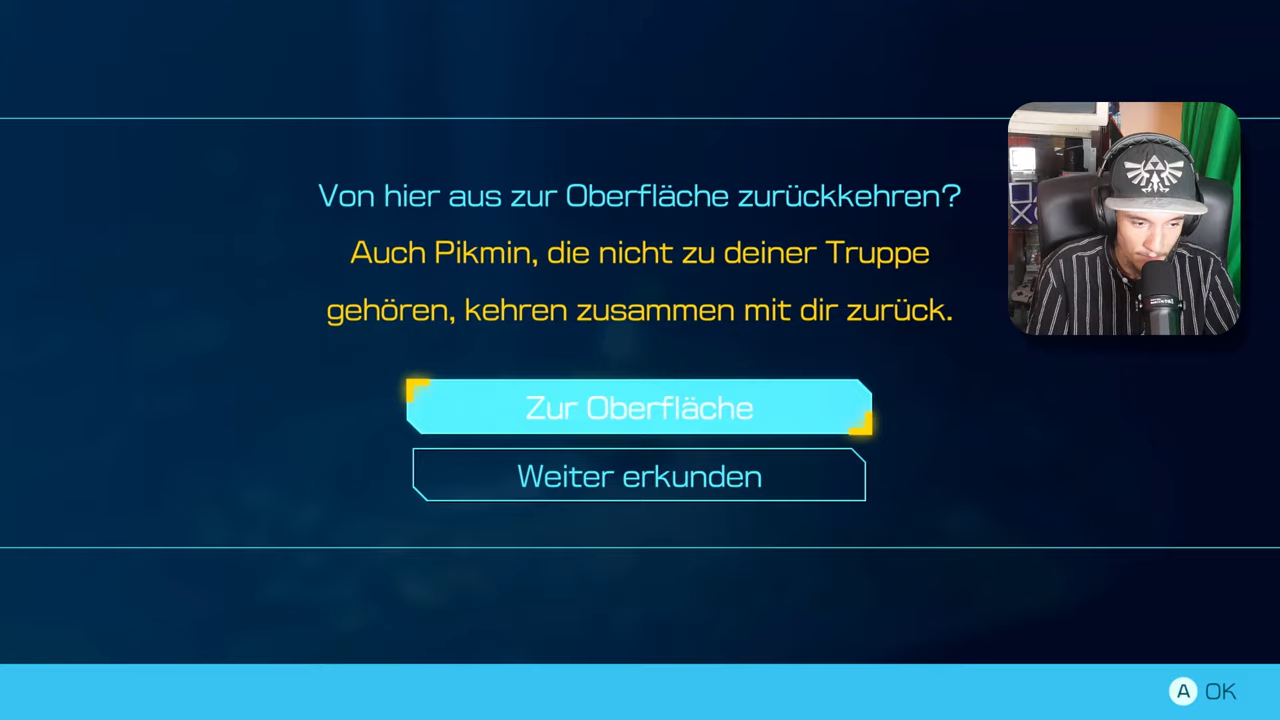 Von hier aus zur Oberfläche zurückkehren?
Auch Pikmin, die nicht zu deiner Truppe
gehören, kehren zusammen mit dir zurück.
Zur Oberfläche
Weiter erkunden
A OK